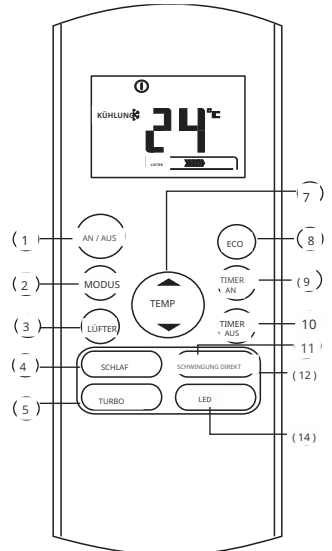 KÜHLUNG
24°C
LÜFTER
7
1
AN / AUS
ECO
8
2
MODUS
TEMP
TIMER
AN
9
3
LÜFTER
TIMER
AUS
10
11
4
SCHLAF
SCHWINGUNG DIREKT
(12)
5
TURBO
LED
(14)